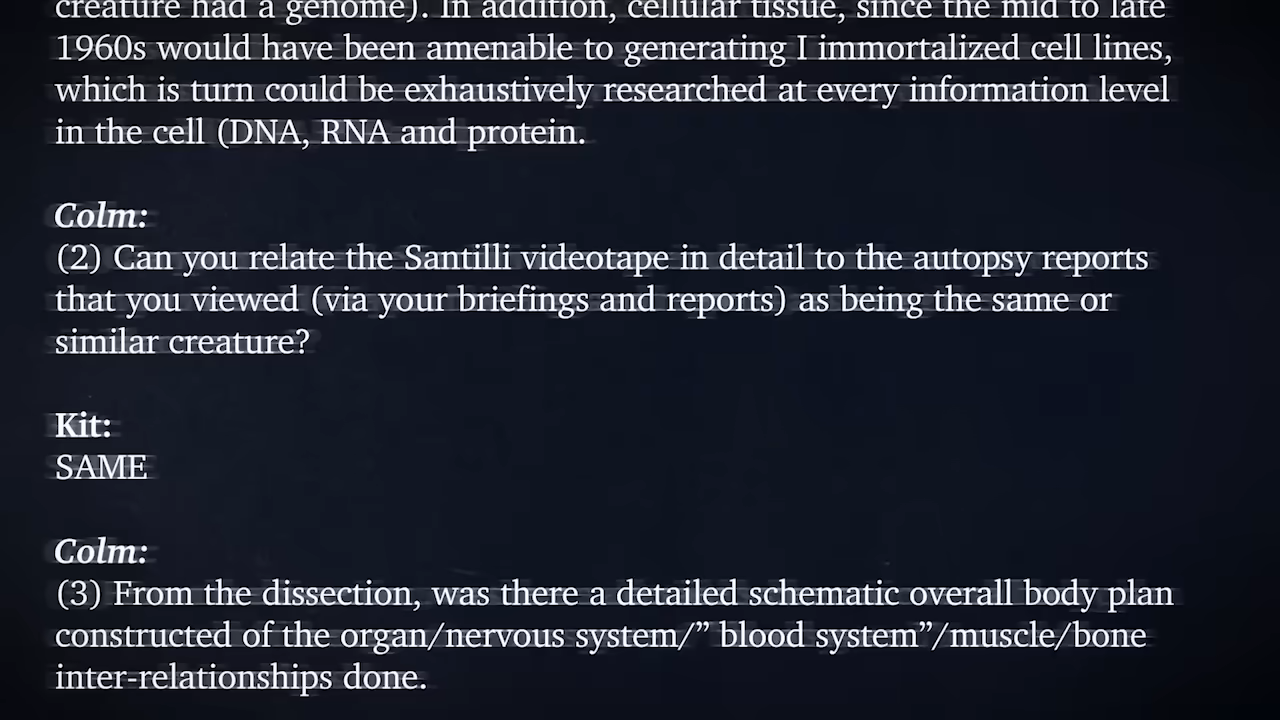 creature had a genome). In addition, cellular tissue, since the mid to late
1960s would have been amenable to generating I immortalized cell lines,
which is turn could be exhaustively researched at every information level
in the cell (DNA, RNA and protein.
Colm:
(2) Can you relate the Santilli videotape in detail to the autopsy reports
that you viewed (via your briefings and reports) as being the same or
similar creature?
Kit:
SAME
Colm:
(3) From the dissection, was there a detailed schematic overall body plan
constructed of the organ/nervous system/” blood system”/muscle/bone
inter-relationships done.